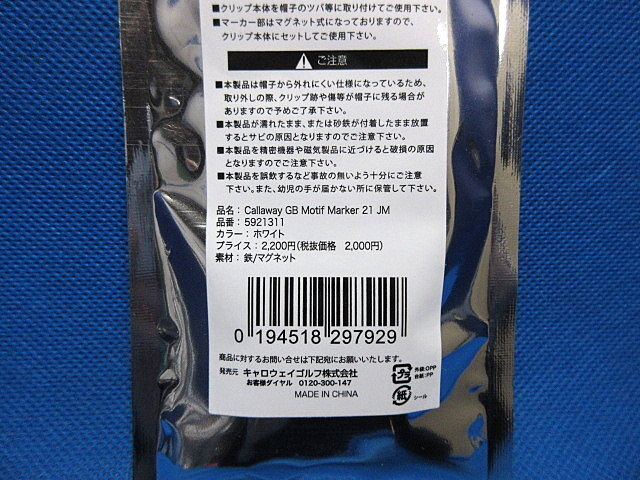 ■クリップ本体を帽子のツバ等に取り付けてご使用下さい。
■マーカー部はマグネット式になっておりますので、
クリップ本体にセットしてご使用下さい。
ご注意
■本製品は帽子から外れにくい仕様になっているため、
取り外しの際、クリップ跡や傷等が帽子に残る場合が
ありますので予めご了承下さい。
■本製品が濡れたまま、または砂鉄が付着したまま放置
するとサビの原因となりますのでご注意下さい。
■本製品を精密機器や磁気製品に近づけると破損の原因
となりますのでご注意下さい。
■本製品を誤飲するなど事故の無いよう十分にご注意
下さい。また、幼児の手が届かない所に保管して下さい。
品名：Callaway GB Motif Marker 21 JM
品番：5921311
カラー：ホワイト
プライス：2,200円(税抜価格 2,000円)
素材：鉄/マグネット
0 194518 297929
商品に対するお問い合せは下記宛にお願いいたします。
発売元 キャロウェイゴルフ株式会社
お客様ダイヤル 0120-300-147
MADE IN CHINA
プラ
外袋:OPP
台紙:PP
紙
シール